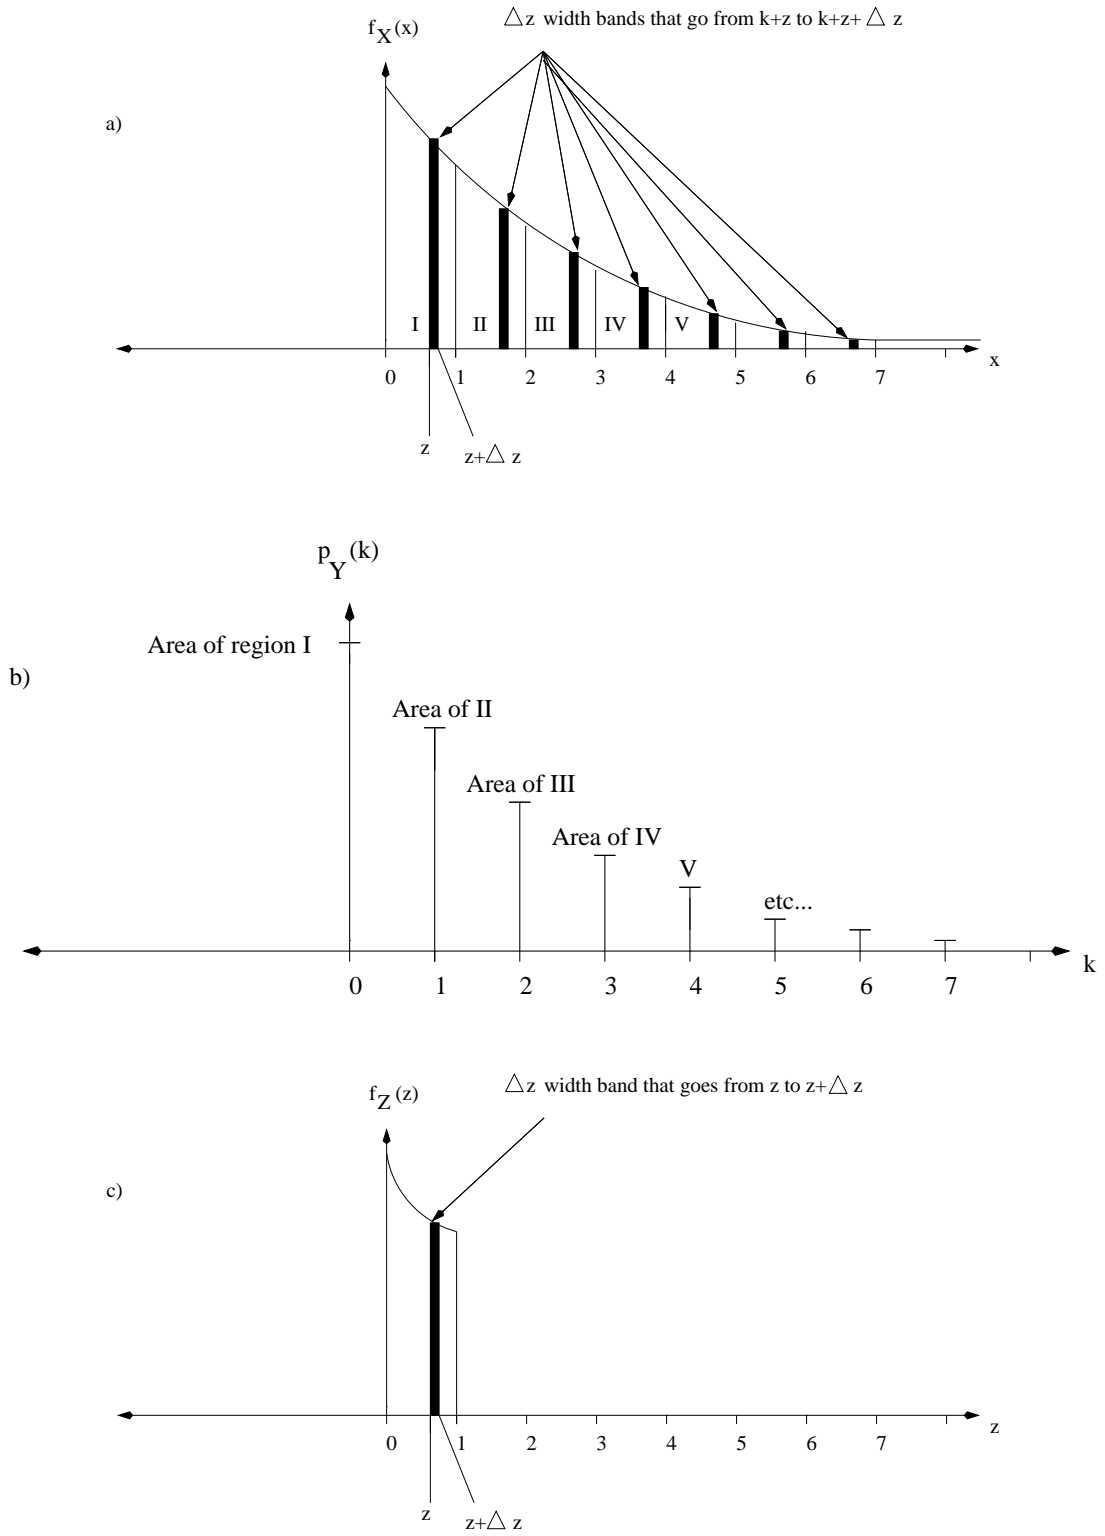 △z width bands that go from k+z to k+z+△ z
f_X(x)
a)
I II III IV V
0 1 2 3 4 5 6 7 x
z z+△ z
p_Y(k)
Area of region I
b)
Area of II
Area of III
Area of IV
V
etc...
0 1 2 3 4 5 6 7 k
△z width band that goes from z to z+△ z
f_Z(z)
c)
0 1 2 3 4 5 6 7 z
z z+△ z